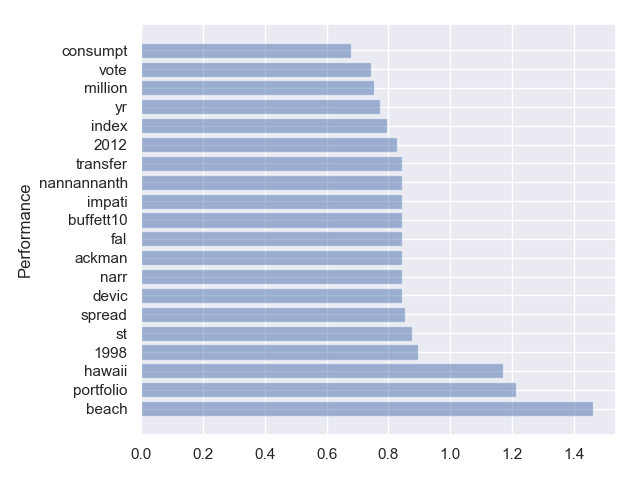 consumpt
vote
million
yr
index
2012
transfer
nannannanth
impati
buffett10
fal
ackman
narr
devic
spread
st
1998
hawaii
portfolio
beach
Performance
0.0 0.2 0.4 0.6 0.8 1.0 1.2 1.4